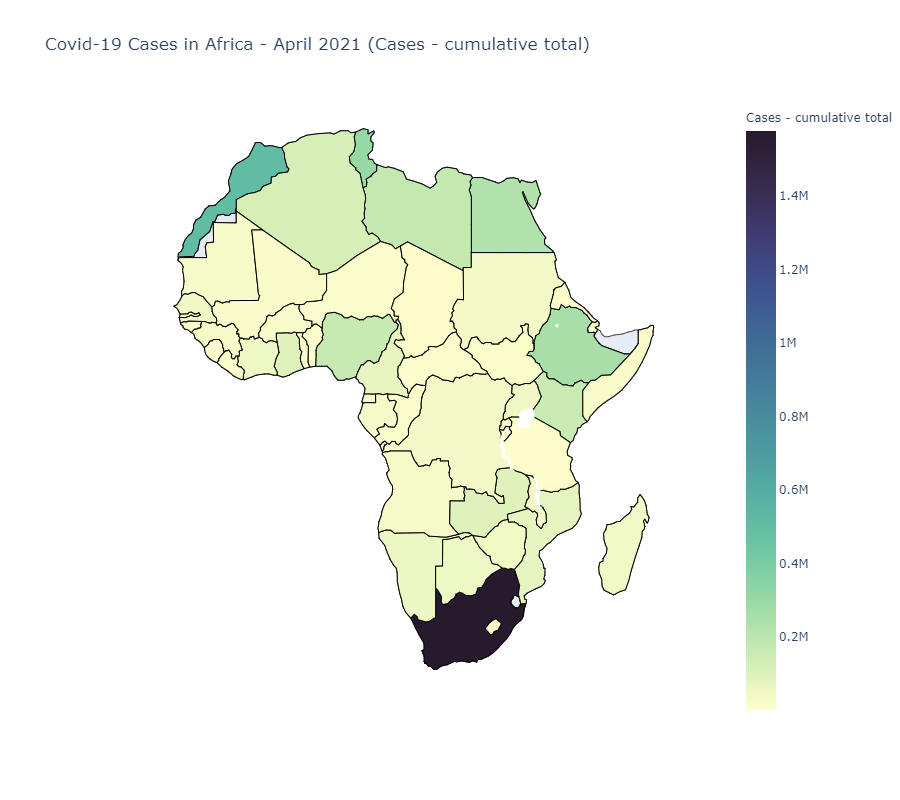 Covid-19 Cases in Africa - April 2021 (Cases - cumulative total)
Cases - cumulative total
1.4M
1.2M
1M
0.8M
0.6M
0.4M
0.2M